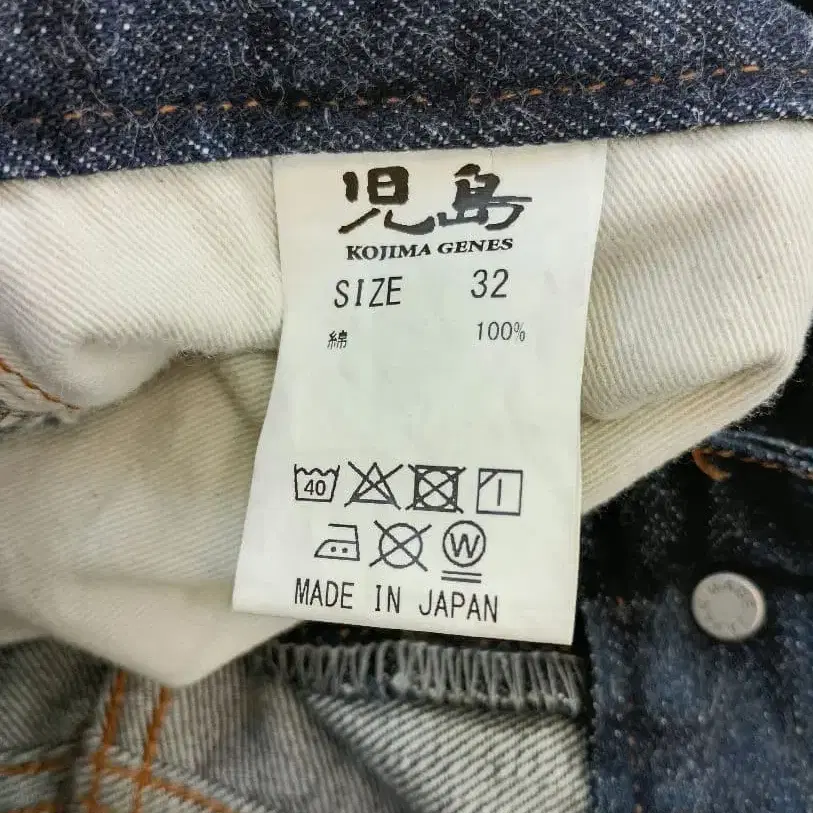 児島
KOJIMA GENES
SIZE 32
綿 100%
40
W
MADE IN JAPAN